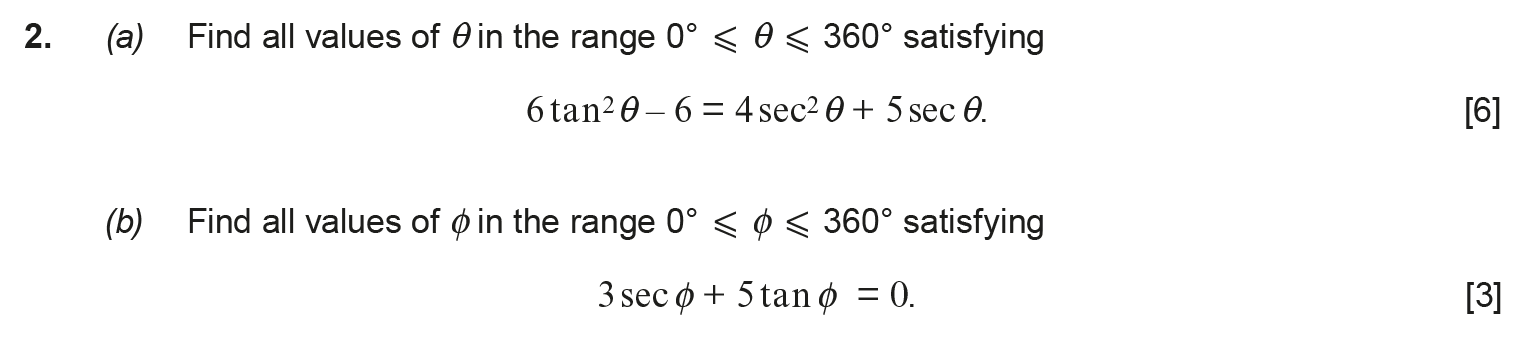 2. (a) Find all values of θ in the range 0° ⩽ θ ⩽ 360° satisfying
6 tan² θ – 6 = 4 sec² θ + 5 sec θ. [6]
(b) Find all values of ϕ in the range 0° ⩽ ϕ ⩽ 360° satisfying
3 sec ϕ + 5 tan ϕ = 0. [3]